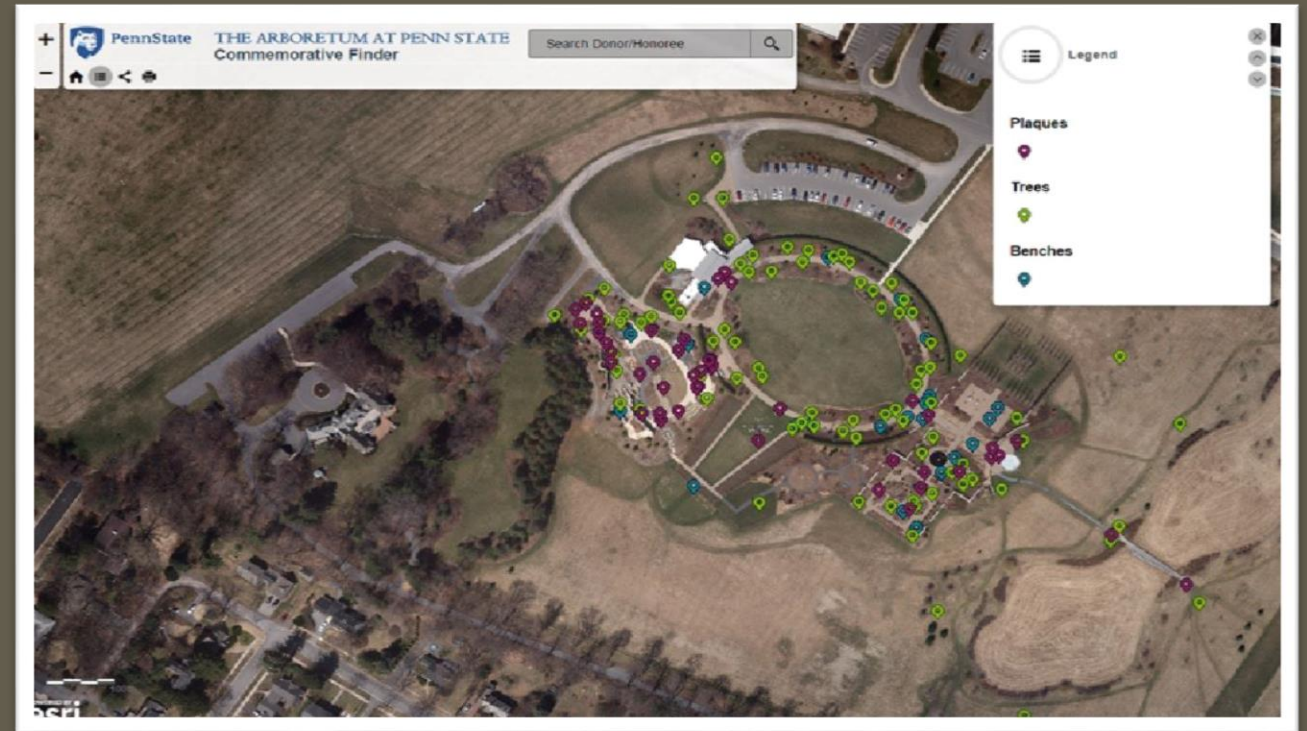 PennState
THE ARBORETUM AT PENN STATE
Commemorative Finder
Search Donor/Honoree
Legend
Plaques
Trees
Benches
esri